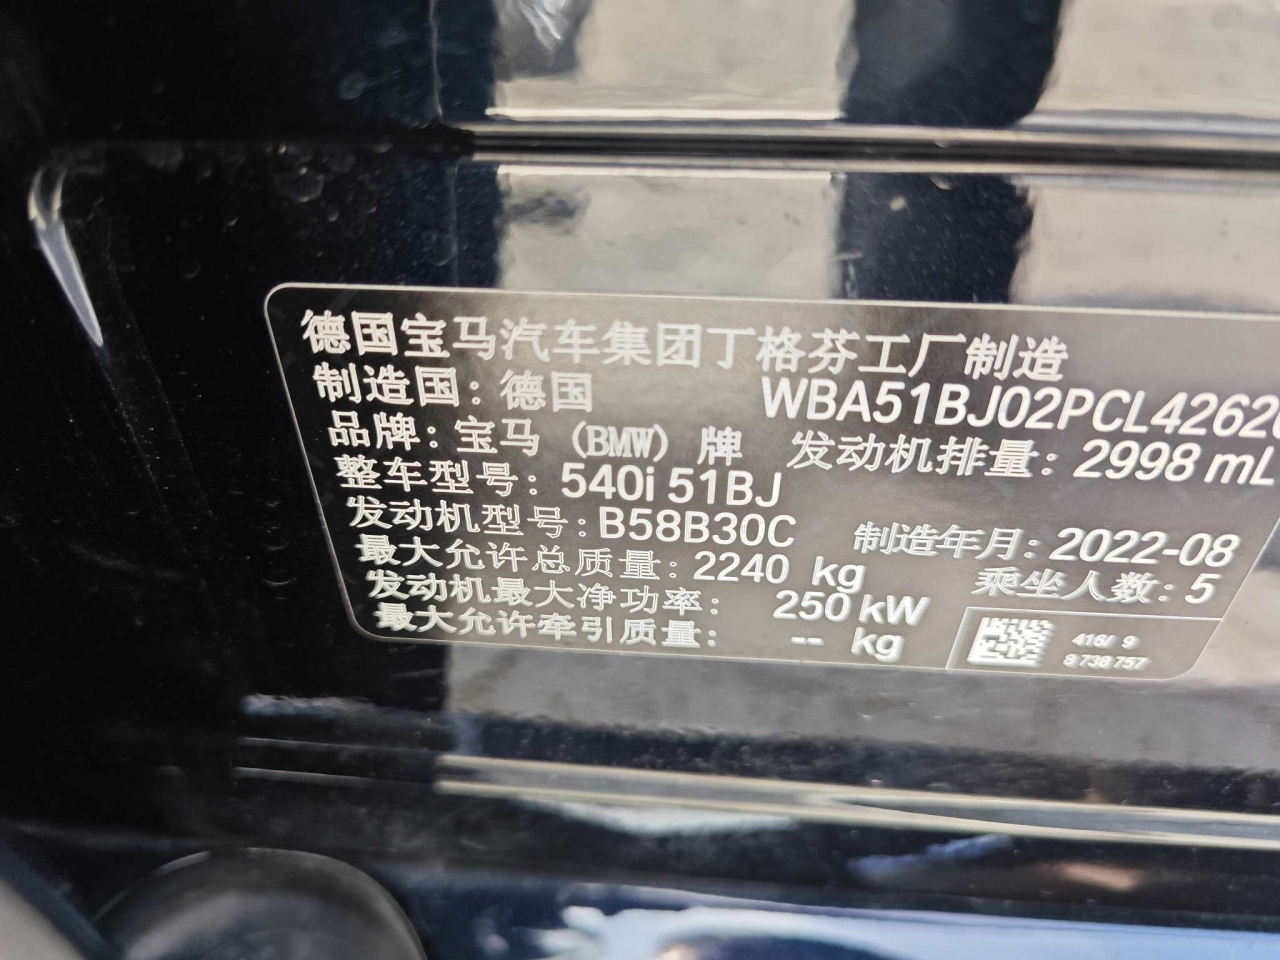 德国宝马汽车集团丁格芬工厂制造
制造国：德国 WBA51BJ02PCL4262
品牌：宝马（BMW）牌 发动机排量：2998 mL
整车型号：540i 51BJ
发动机型号：B58B30C 制造年月：2022-08
最大允许总质量：2240 kg 乘坐人数：5
发动机最大净功率： 250 kW
最大允许牵引质量： -- kg
416/ 9
8 738 757